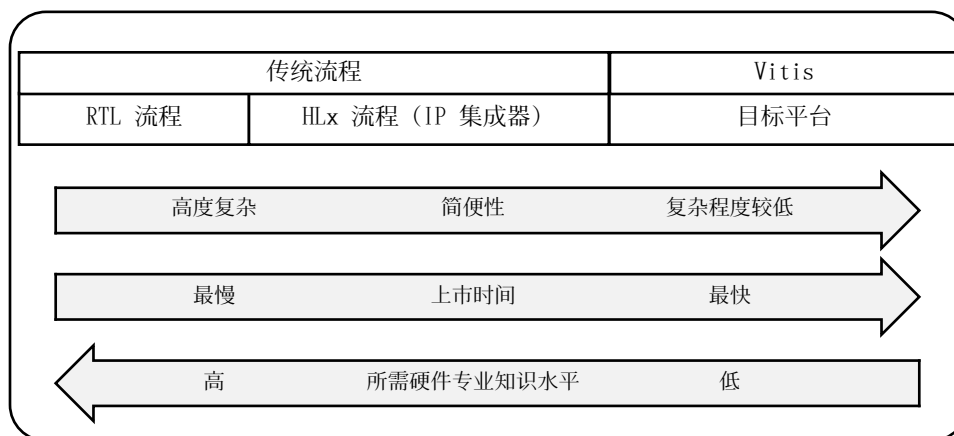 传统流程 Vitis
RTL 流程 HLx 流程（IP 集成器） 目标平台
高度复杂 简便性 复杂程度较低
最慢 上市时间 最快
高 所需硬件专业知识水平 低